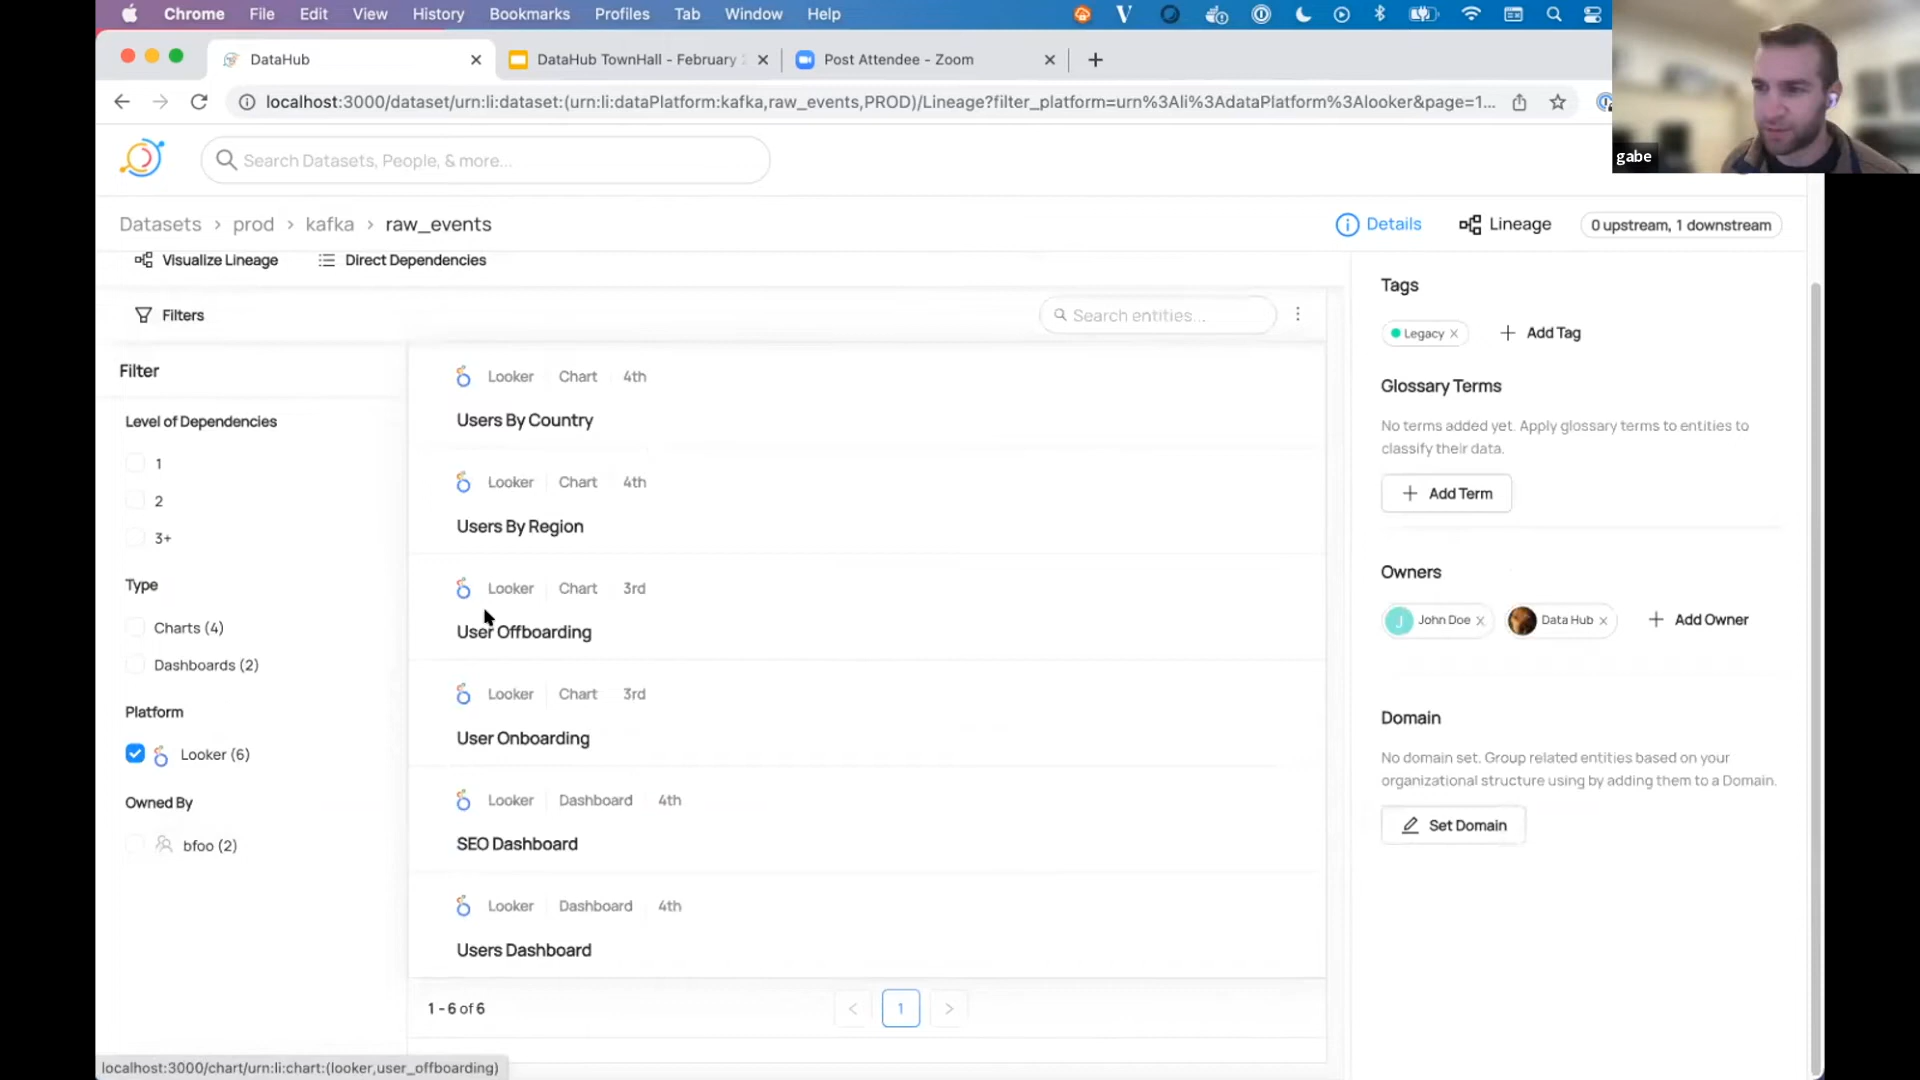 Chrome File Edit View History Bookmarks Profiles Tab Window Help
DataHub
DataHub TownHall - February
Post Attendee - Zoom
localhost:3000/dataset/urn:li:dataset:(urn:li:dataPlatform:kafka,raw_events,PROD)/Lineage?filter_platform=urn%3Ali%3AdataPlatform%3Alooker&page=1...
gabe
Search Datasets, People, & more...
Datasets > prod > kafka > raw_events
Details
Lineage
0 upstream, 1 downstream
Visualize Lineage
Direct Dependencies
Filters
Search entities...
Filter
Level of Dependencies
1
2
3+
Type
Charts (4)
Dashboards (2)
Platform
Looker (6)
Owned By
bfoo (2)
Looker Chart 4th
Users By Country
Looker Chart 4th
Users By Region
Looker Chart 3rd
User Offboarding
Looker Chart 3rd
User Onboarding
Looker Dashboard 4th
SEO Dashboard
Looker Dashboard 4th
Users Dashboard
1 - 6 of 6
< 1 >
Tags
Legacy
Add Tag
Glossary Terms
No terms added yet. Apply glossary terms to entities to
classify their data.
Add Term
Owners
J John Doe
Data Hub
Add Owner
Domain
No domain set. Group related entities based on your
organizational structure using by adding them to a Domain.
Set Domain
localhost:3000/chart/urn:li:chart:(looker,user_offboarding)